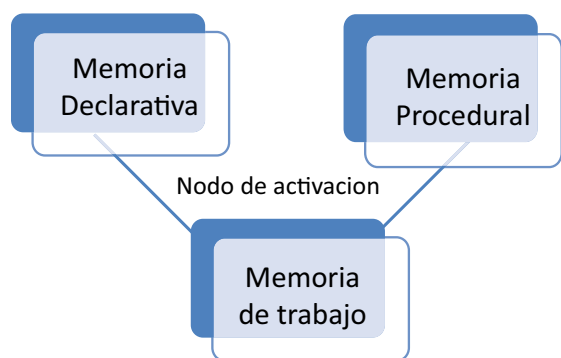 Memoria
Declarativa
Memoria
Procedural
Nodo de activacion
Memoria
de trabajo